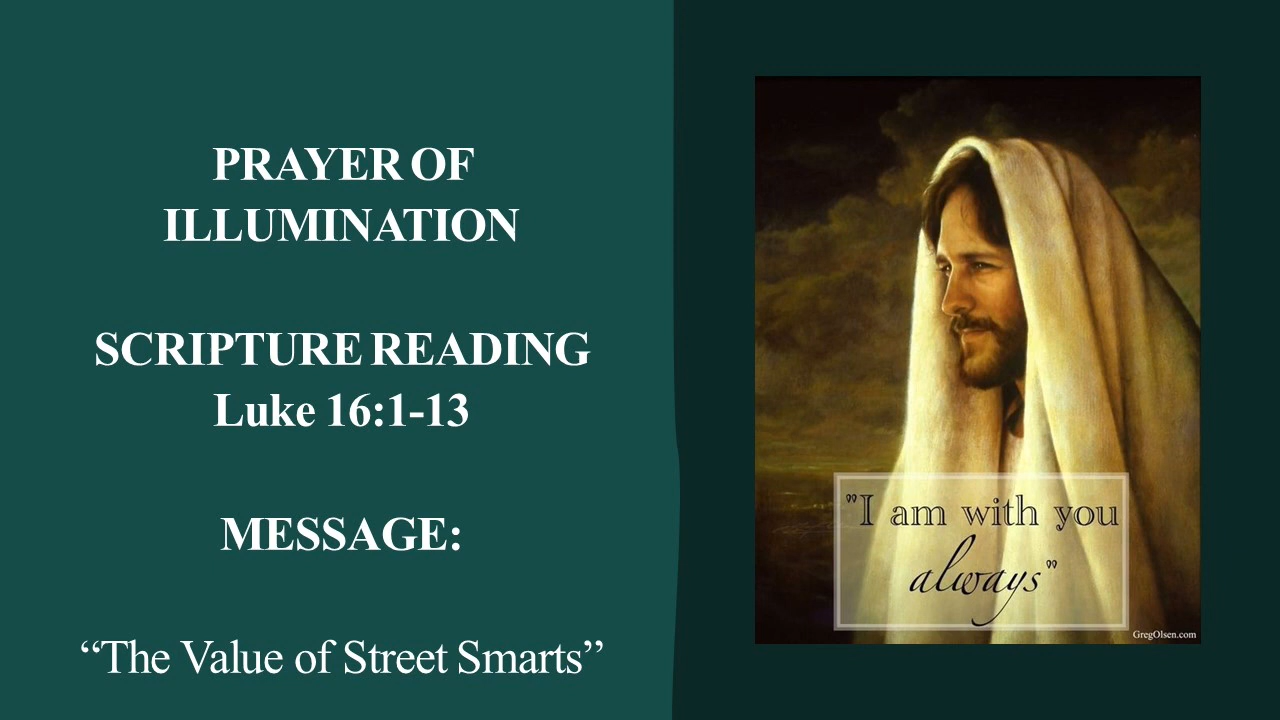 PRAYER OF
ILLUMINATION
SCRIPTURE READING
Luke 16:1-13
MESSAGE:
“The Value of Street Smarts”
"I am with you
always"
GregOlsen.com